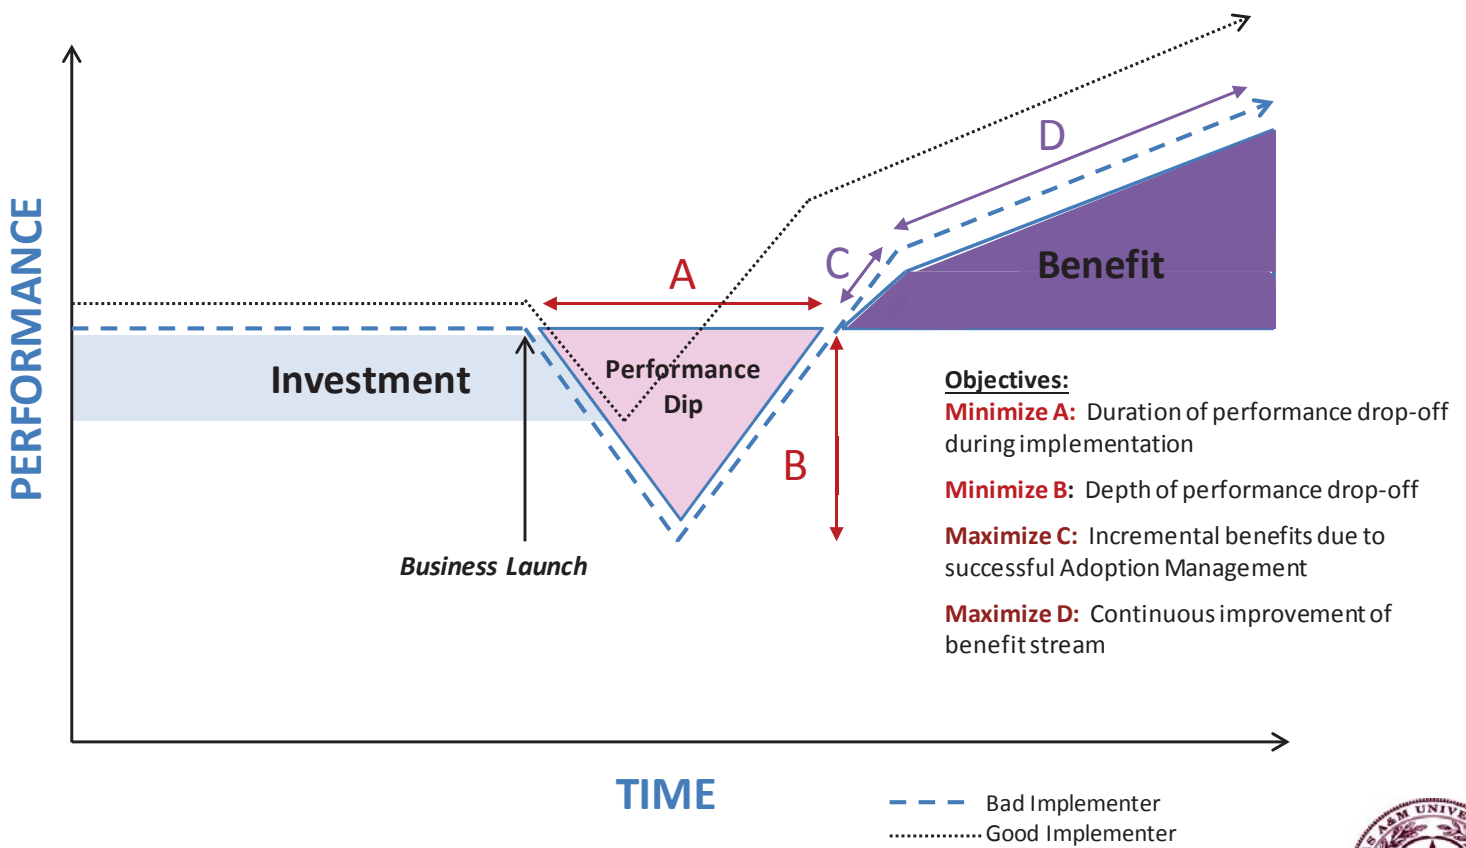 PERFORMANCE
D
C
A
Benefit
Investment
Performance
Dip
B
Business Launch
Objectives:
Minimize A: Duration of performance drop-off
during implementation
Minimize B: Depth of performance drop-off
Maximize C: Incremental benefits due to
successful Adoption Management
Maximize D: Continuous improvement of
benefit stream
TIME
Bad Implementer
Good Implementer
A&M UNIV